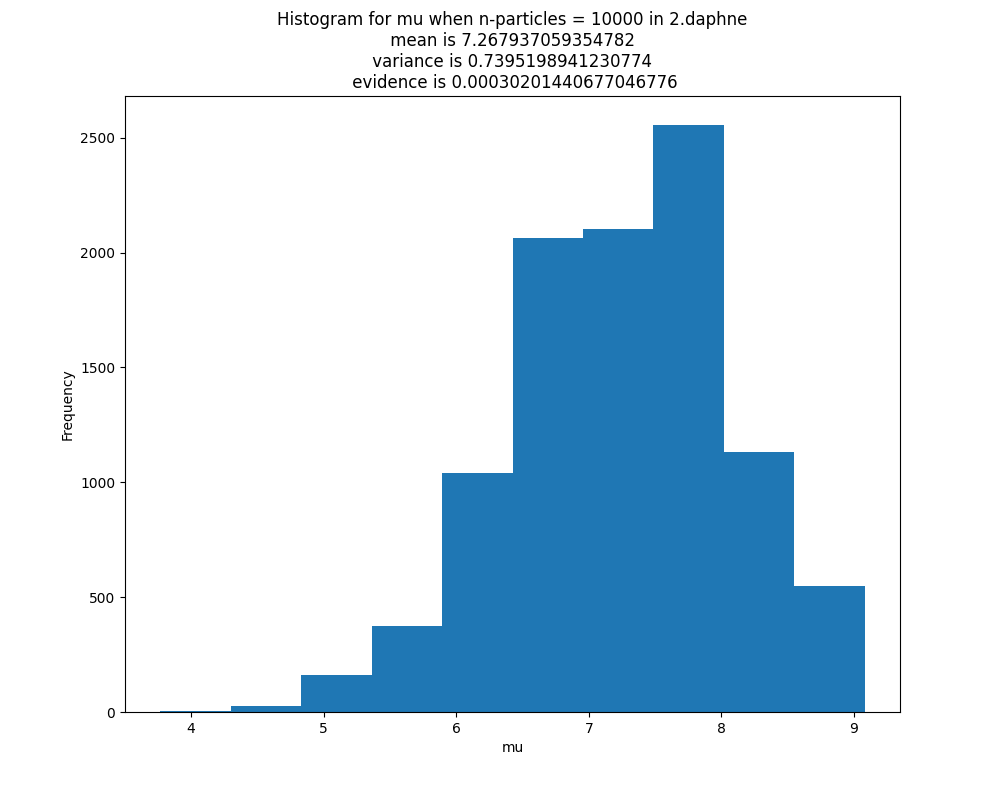 Histogram for mu when n-particles = 10000 in 2.daphne
mean is 7.267937059354782
variance is 0.7395198941230774
evidence is 0.00030201440677046776
2500
2000
1500
1000
500
0
Frequency
4 5 6 7 8 9
mu